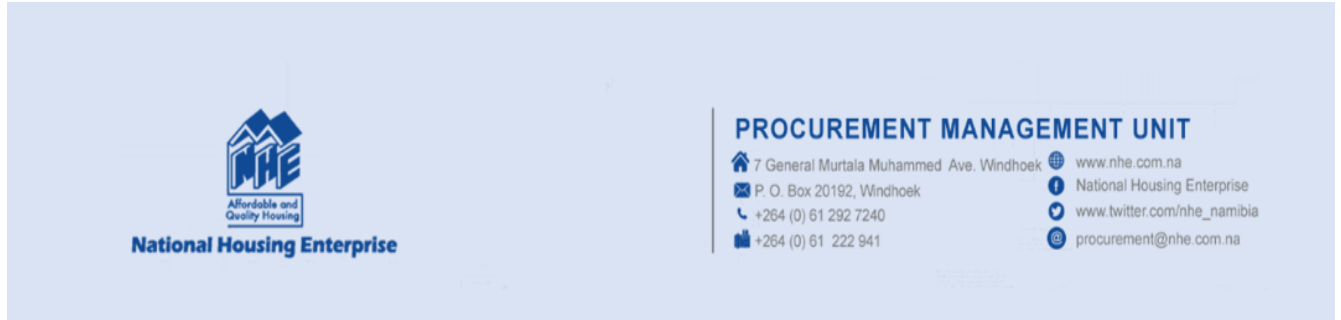 NHE
Affordable and
Quality Housing
National Housing Enterprise
PROCUREMENT MANAGEMENT UNIT
7 General Murtala Muhammed Ave. Windhoek
P. O. Box 20192, Windhoek
+264 (0) 61 292 7240
+264 (0) 61 222 941
www.nhe.com.na
National Housing Enterprise
www.twitter.com/nhe_namibia
procurement@nhe.com.na